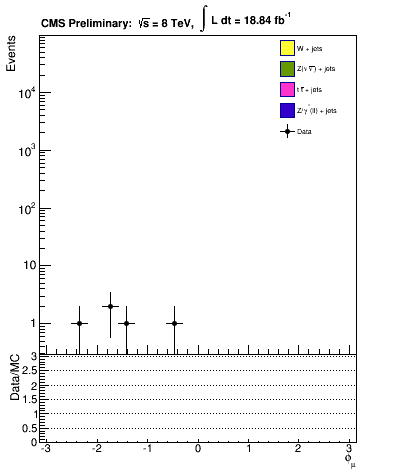 CMS Preliminary: √s = 8 TeV, ∫ L dt = 18.84 fb⁻¹
Events
W + jets
Z(ν ν̅) + jets
t t̅ + jets
Z/γ*(ll) + jets
Data
10⁴
10³
10²
10
1
Data/MC
3
2.5
2
1.5
1
0.5
0
-3 -2 -1 0 1 2 3
ϕμ